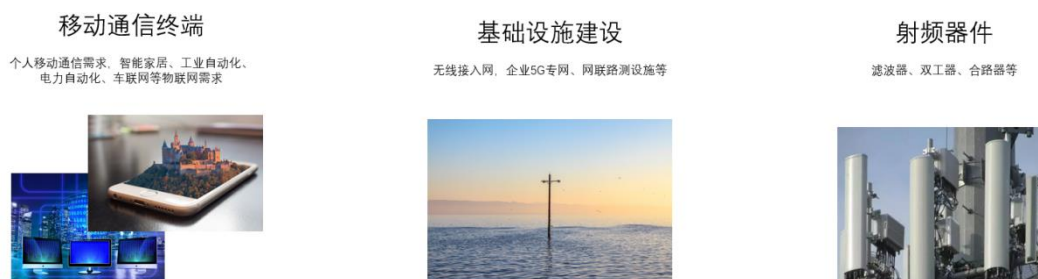 移动通信终端
个人移动通信需求、智能家居、工业自动化、
电力自动化、车联网等物联网需求
基础设施建设
无线接入网、企业5G专网、网联路测设施等
射频器件
滤波器、双工器、合路器等